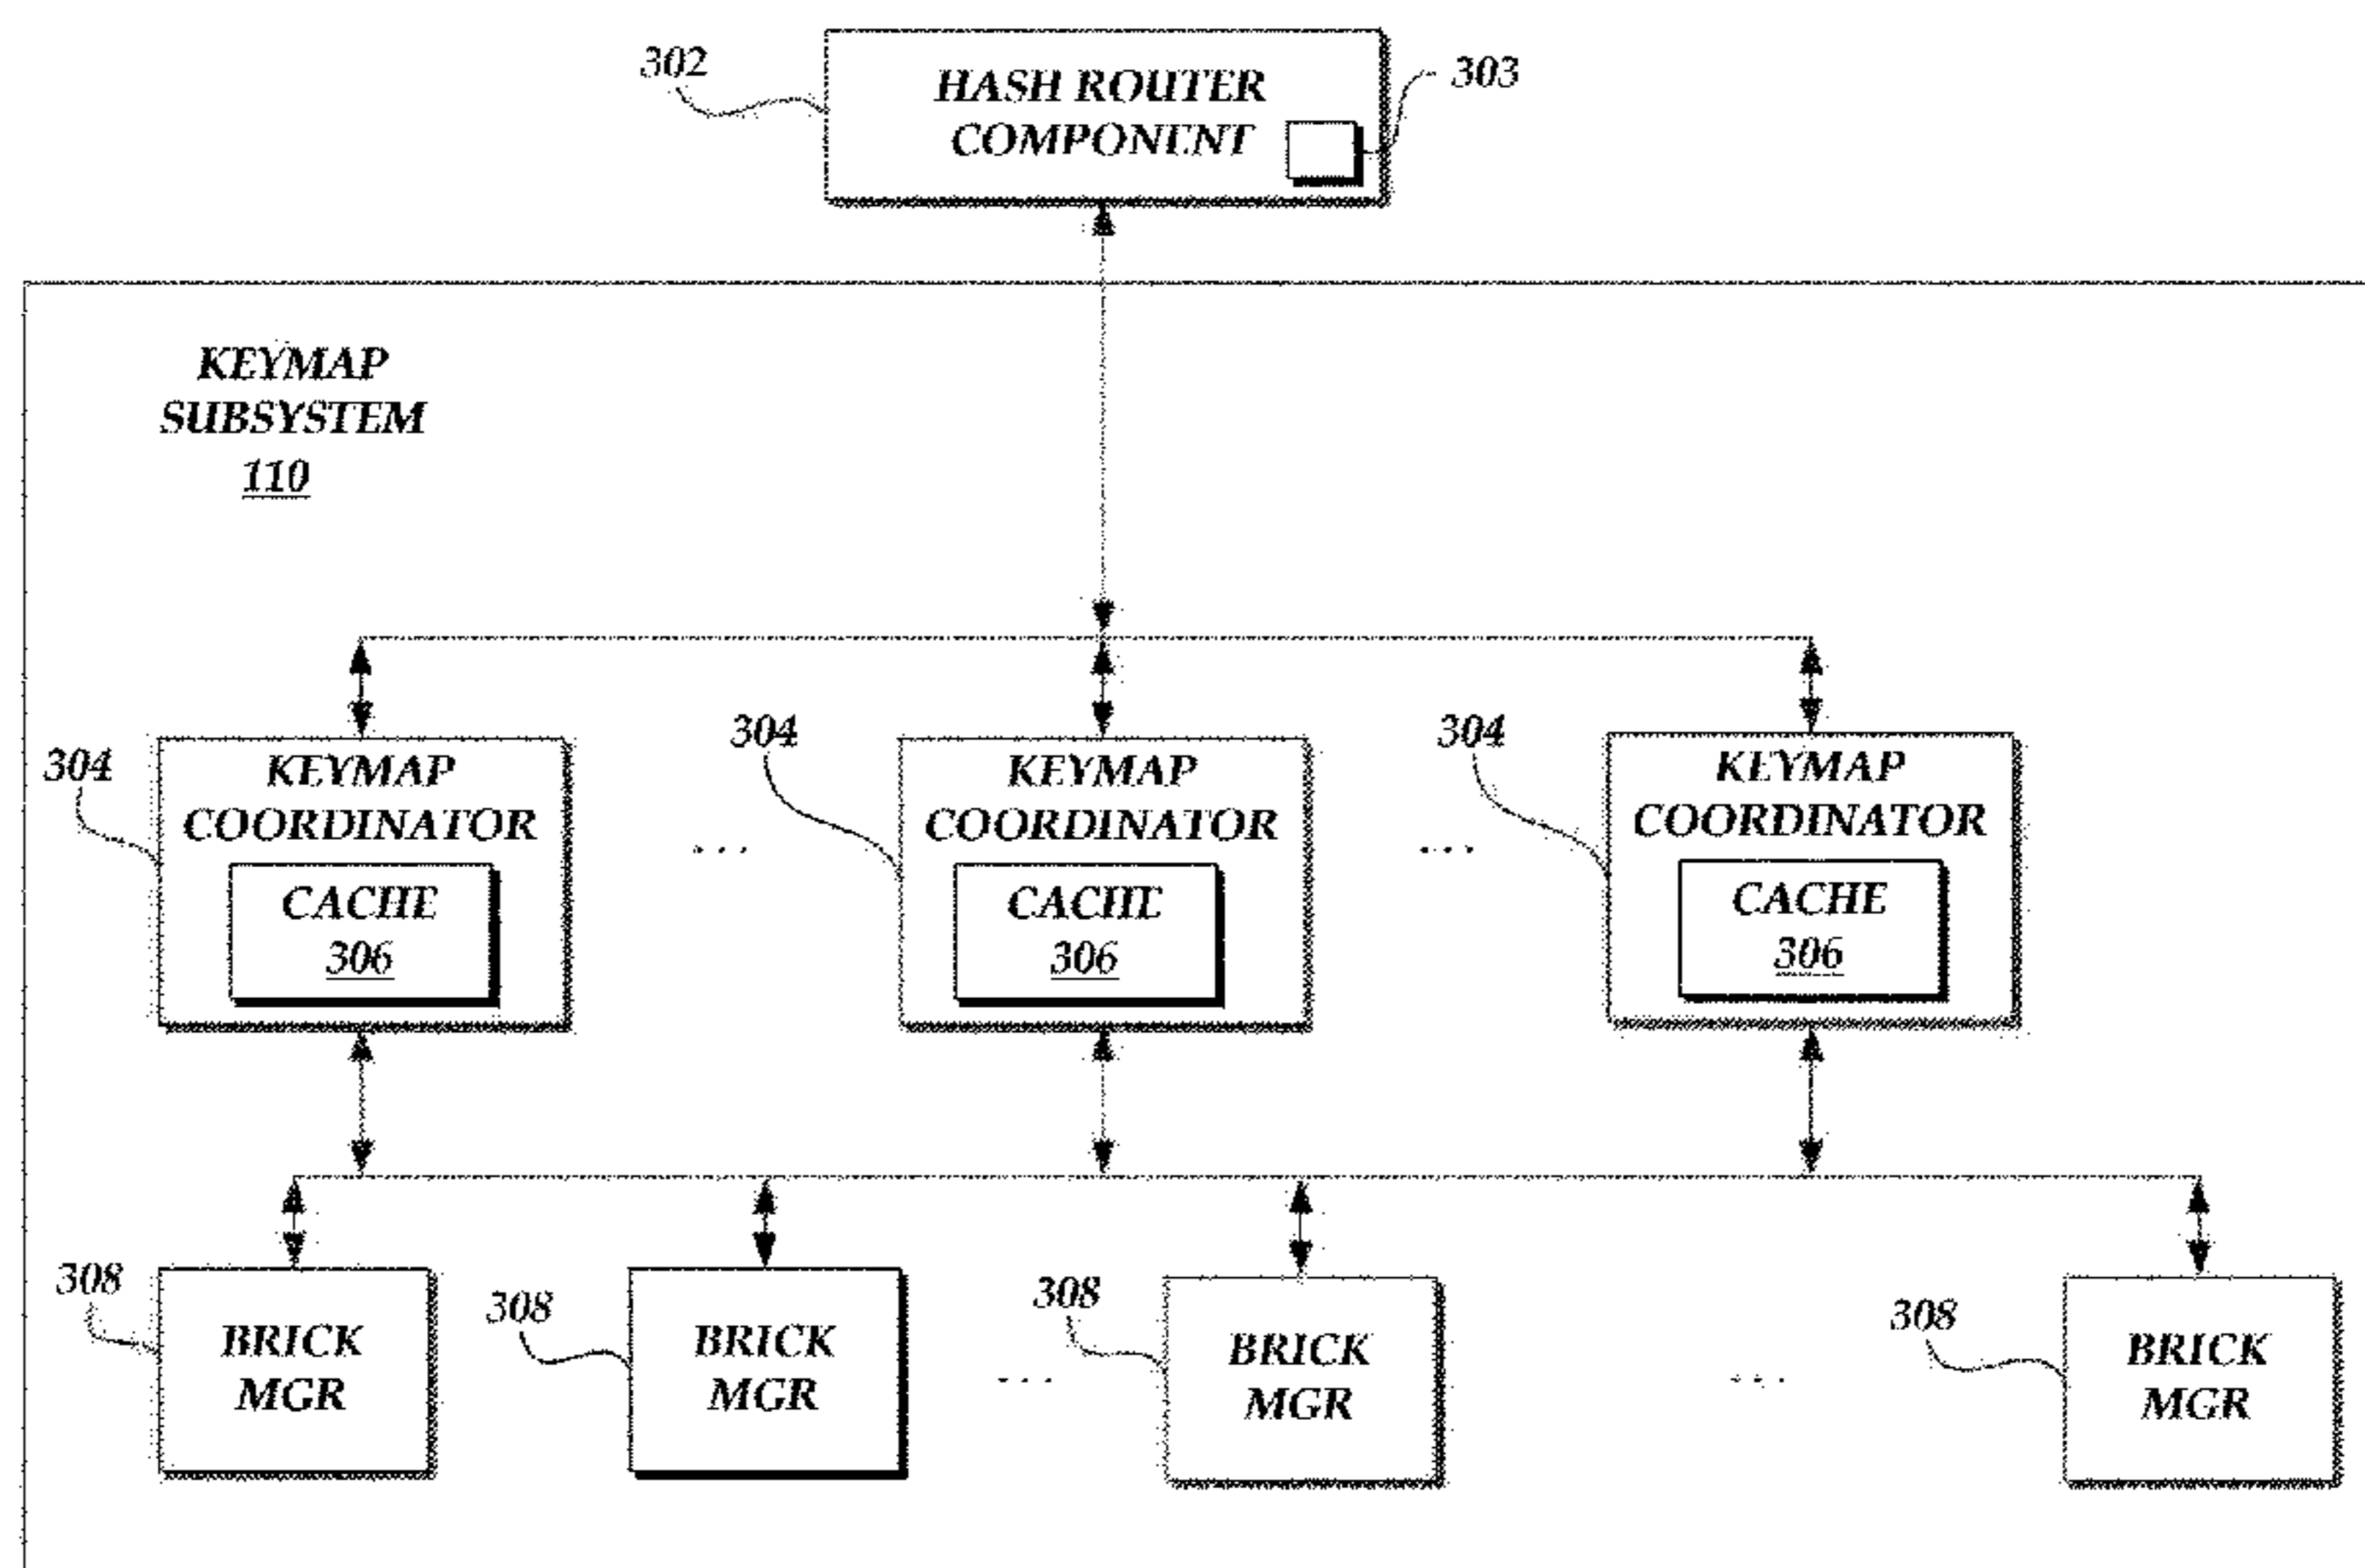 302
HASH ROUTER
COMPONENT
303
KEYMAP
SUBSYSTEM
110
304
KEYMAP
COORDINATOR
CACHE
306
...
304
KEYMAP
COORDINATOR
CACHE
306
...
304
KEYMAP
COORDINATOR
CACHE
306
308
BRICK
MGR
308
BRICK
MGR
...
308
BRICK
MGR
...
308
BRICK
MGR